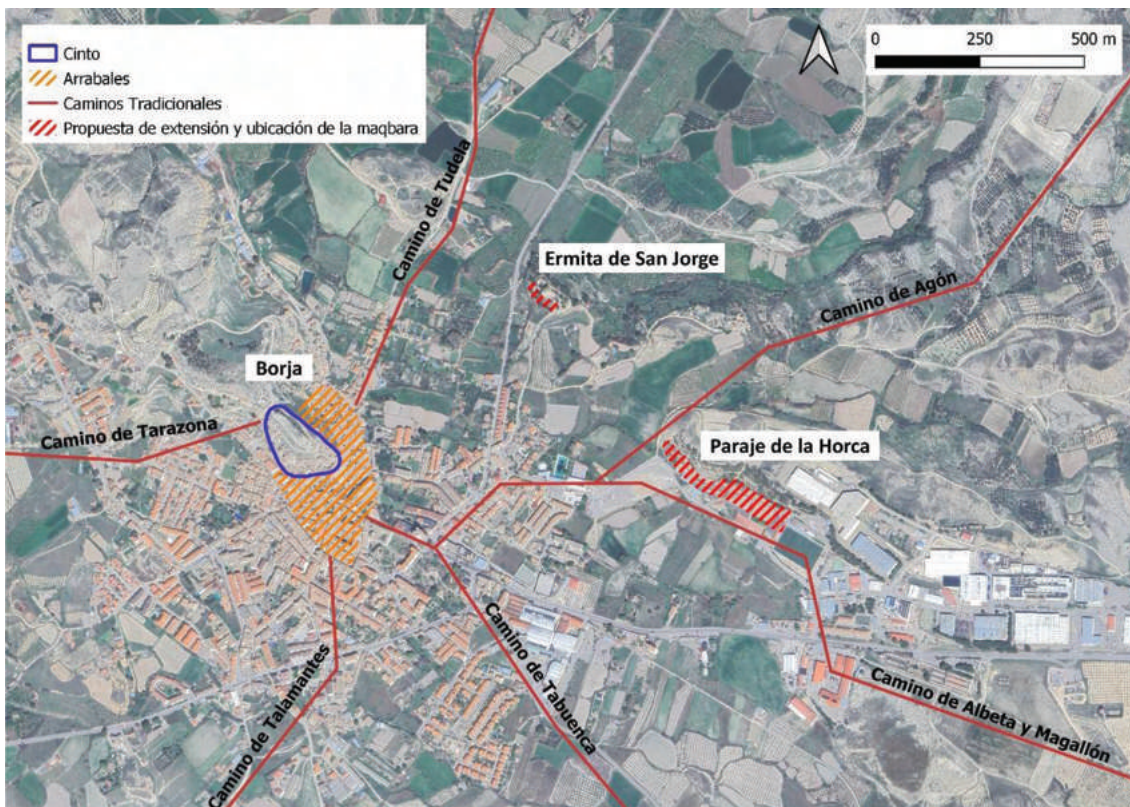 Cinto
Arrabales
Caminos Tradicionales
Propuesta de extensión y ubicación de la maqbara
0 250 500 m
Camino de Tudela
Ermita de San Jorge
Camino de Agón
Borja
Camino de Tarazona
Paraje de la Horca
Camino de Talamantes
Camino de Tabuenca
Camino de Albeta y Magallón